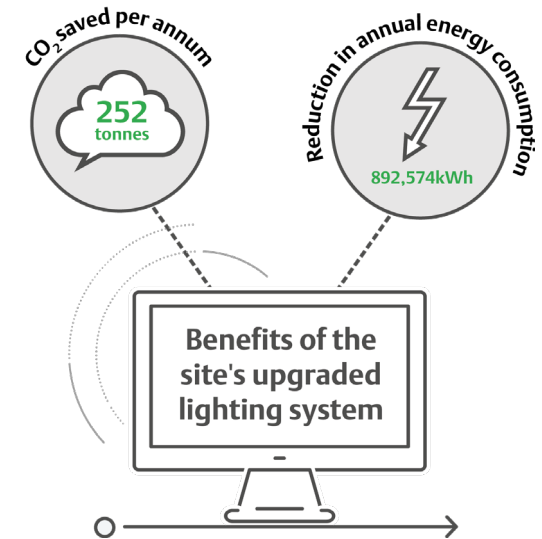 CO₂ saved per annum
252
tonnes
Reduction in annual energy consumption
892,574kWh
Benefits of the
site's upgraded
lighting system